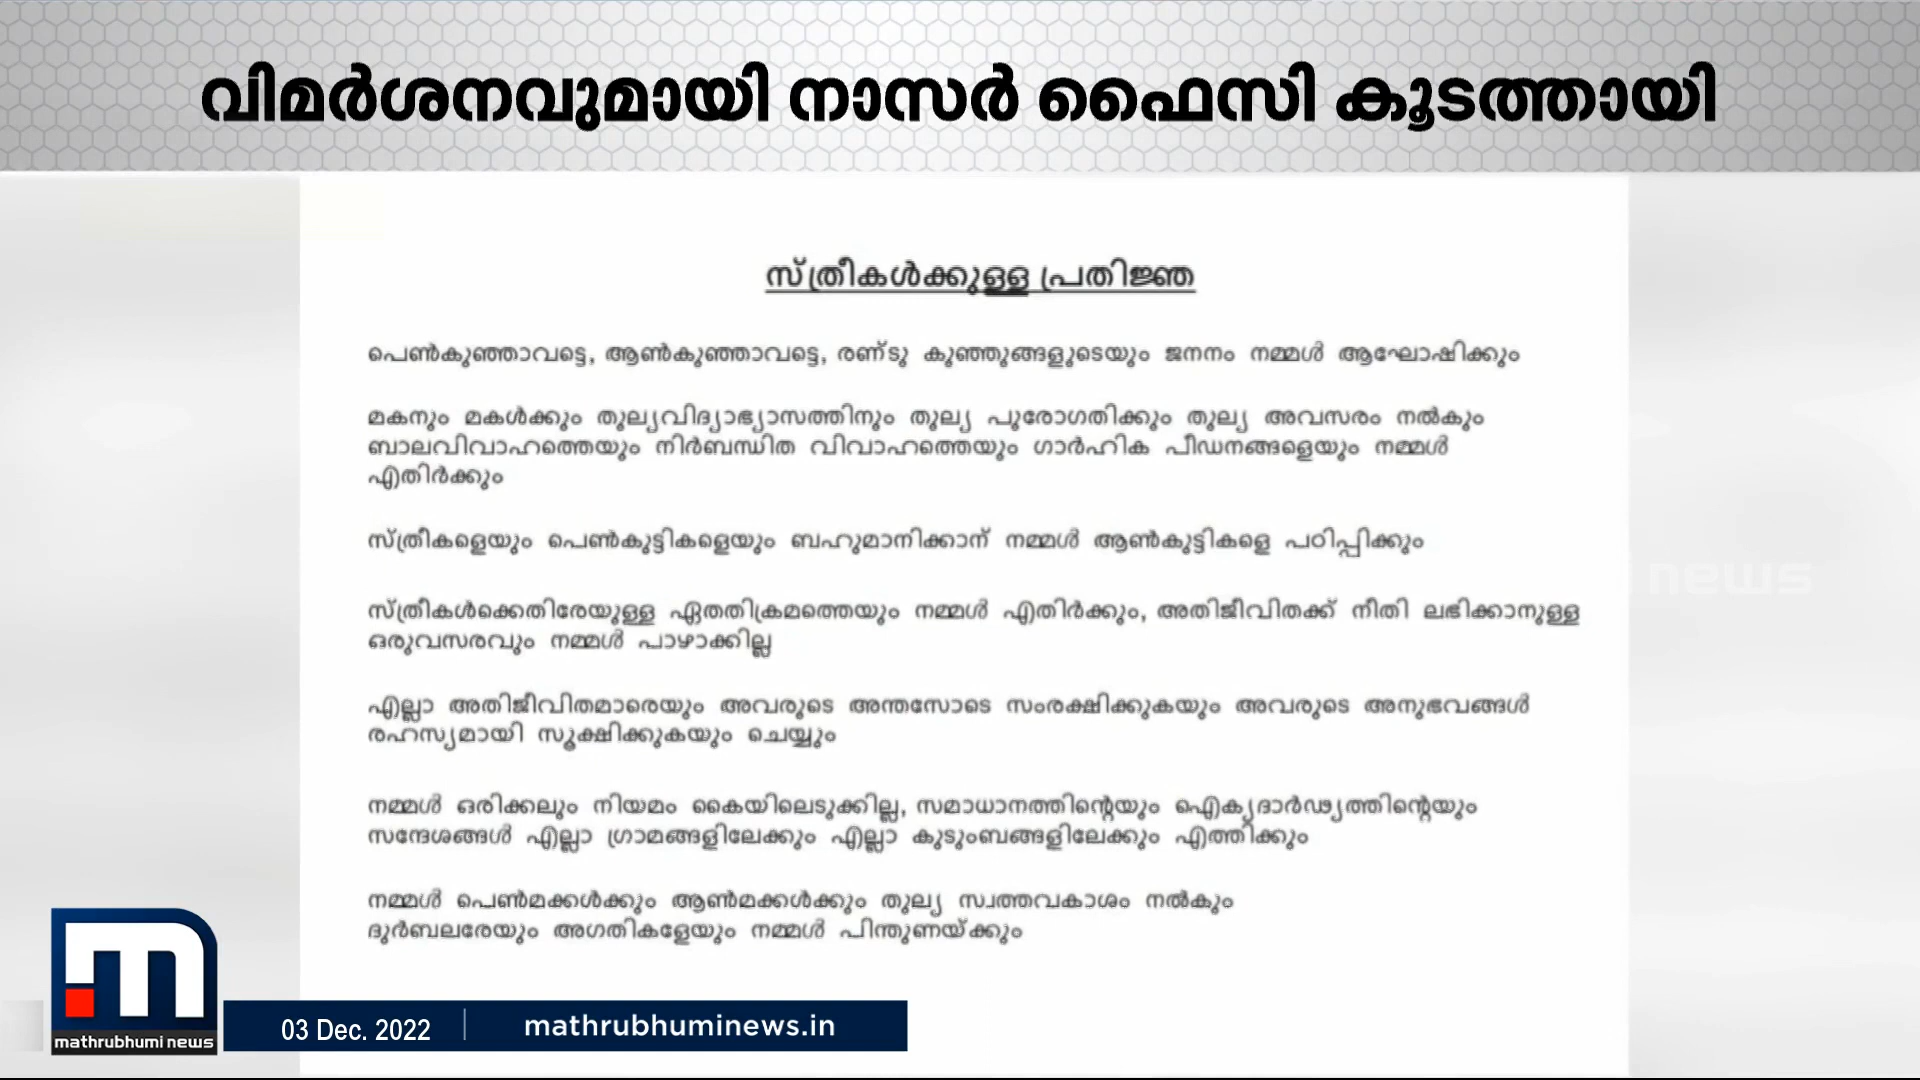 വിമർശനവുമായി നാസർ ഫൈസി കൂടത്തായി
സ്ത്രീകൾക്കുള്ള പ്രതിജ്ഞ
പെൺകുഞ്ഞാവട്ടെ, ആൺകുഞ്ഞാവട്ടെ, രണ്ടു കുഞ്ഞുങ്ങളുടെയും ജനനം നമ്മൾ ആഘോഷിക്കും
മകനും മകൾക്കും തുല്യവിദ്യാഭ്യാസത്തിനും തുല്യ പുരോഗതിക്കും തുല്യ അവസരം നൽകും
ബാലവിവാഹത്തെയും നിർബന്ധിത വിവാഹത്തെയും ഗാർഹിക പീഡനങ്ങളെയും നമ്മൾ
എതിർക്കും
സ്ത്രീകളെയും പെൺകുട്ടികളെയും ബഹുമാനിക്കാന് നമ്മൾ ആൺകുട്ടികളെ പഠിപ്പിക്കും
സ്ത്രീകൾക്കെതിരേയുള്ള ഏതതിക്രമത്തെയും നമ്മൾ എതിർക്കും, അതിജീവിതക്ക് നീതി ലഭിക്കാനുള്ള
ഒരുവസരവും നമ്മൾ പാഴാക്കില്ല
എല്ലാ അതിജീവിതമാരെയും അവരുടെ അന്തസോടെ സംരക്ഷിക്കുകയും അവരുടെ അനുഭവങ്ങൾ
രഹസ്യമായി സൂക്ഷിക്കുകയും ചെയ്യും
നമ്മൾ ഒരിക്കലും നിയമം കൈയിലെടുക്കില്ല, സമാധാനത്തിന്റെയും ഐക്യദാർഢ്യത്തിന്റെയും
സന്ദേശങ്ങൾ എല്ലാ ഗ്രാമങ്ങളിലേക്കും എല്ലാ കുടുംബങ്ങളിലേക്കും എത്തിക്കും
നമ്മൾ പെൺമക്കൾക്കും ആൺമക്കൾക്കും തുല്യ സ്വത്തവകാശം നൽകും
ദുർബലരേയും അഗതികളേയും നമ്മൾ പിന്തുണയ്ക്കും
news
mathrubhumi news
03 Dec. 2022
mathrubhuminews.in